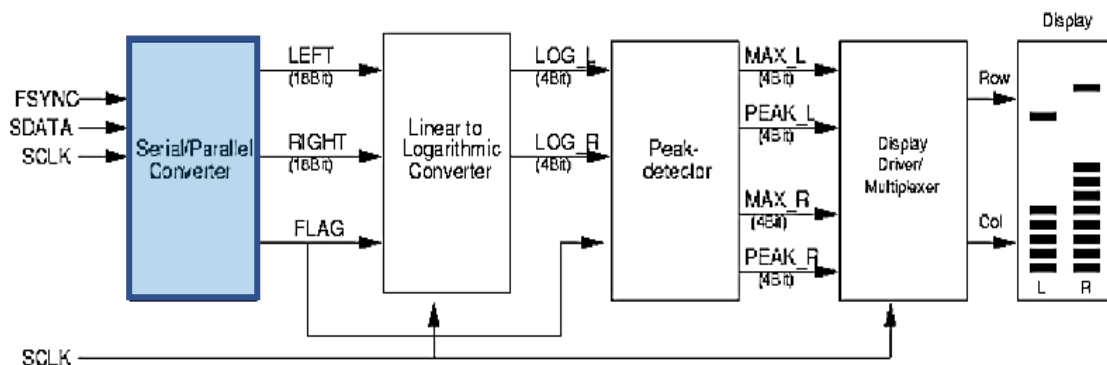 Display
LEFT
(16Bit)
LOG_L
(4Bit)
MAX_L
(4Bit)
Row
FSYNC
SDATA
SCLK
Serial/Parallel
Converter
RIGHT
(16Bit)
Linear to
Logarithmic
Converter
LOG_R
(4Bit)
Peak-
detector
PEAK_L
(4Bit)
Display
Driver/
Multiplexer
MAX_R
(4Bit)
Col
FLAG
PEAK_R
(4Bit)
L R
SCLK